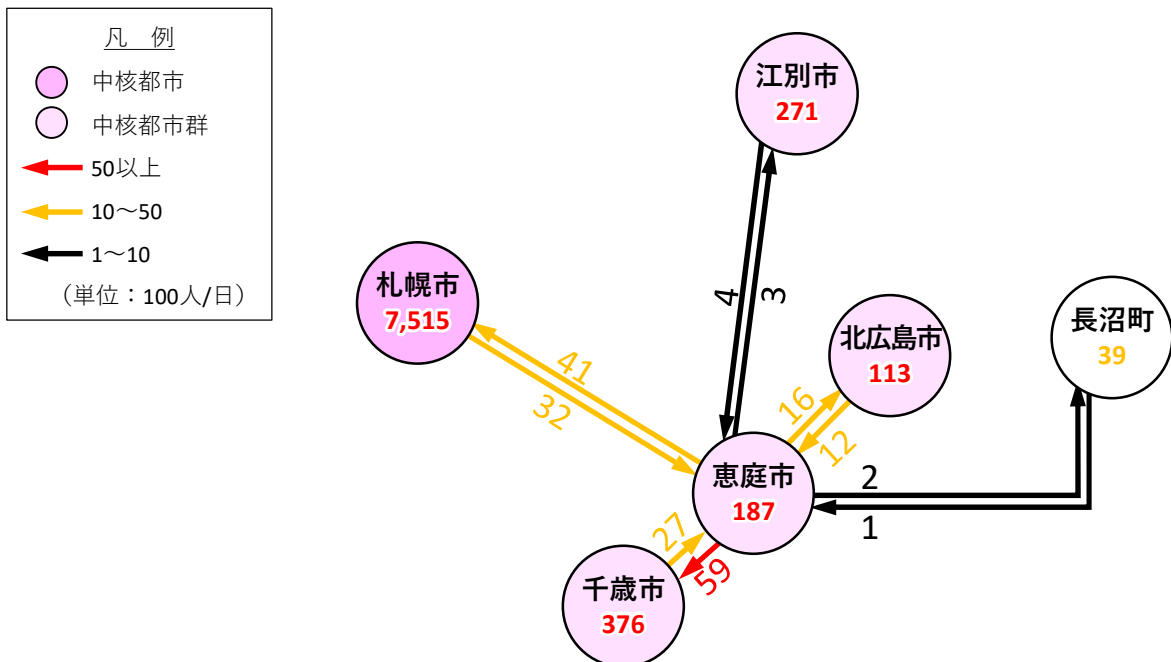 凡 例
中核都市
中核都市群
50以上
10～50
1～10
（単位：100人/日）
江別市
271
札幌市
7,515
41
32
4
3
北広島市
113
16
12
長沼町
39
恵庭市
187
2
1
27
59
千歳市
376